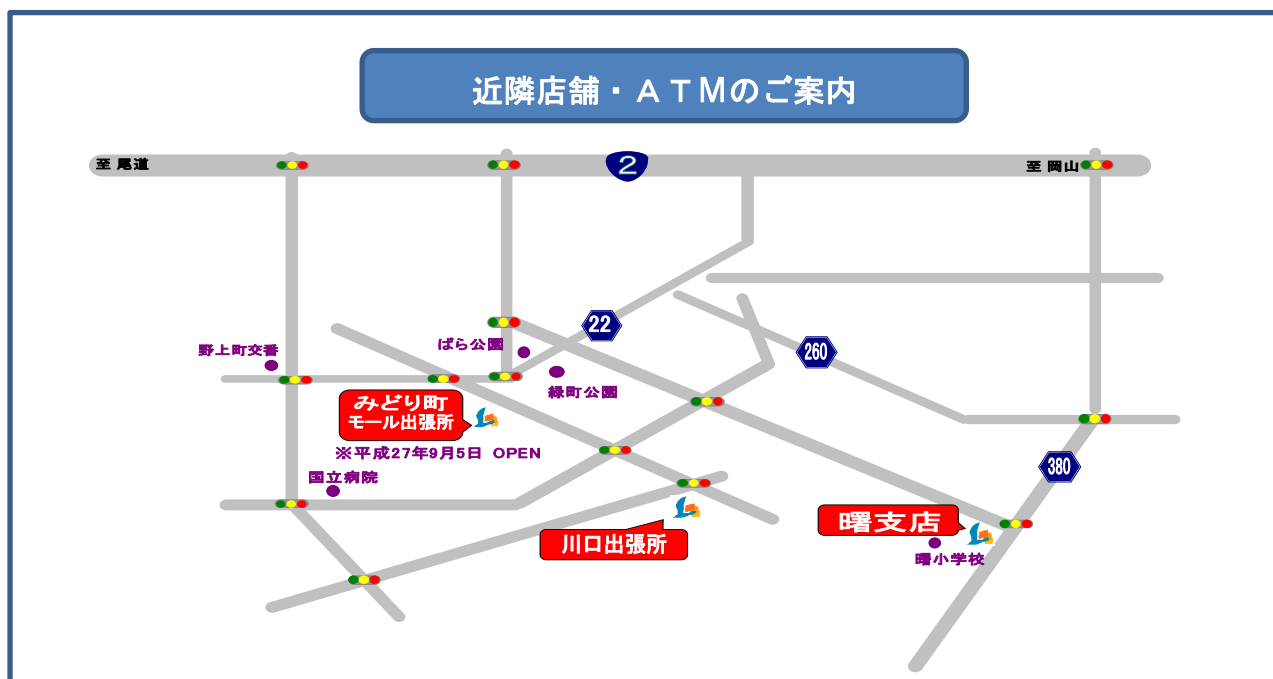 近隣店舗・ATMのご案内
至 尾道
2
至 岡山
22
ばら公園
野上町交番
260
緑町公園
みどり町
モール出張所
※平成27年9月5日 OPEN
国立病院
380
曙支店
川口出張所
曙小学校